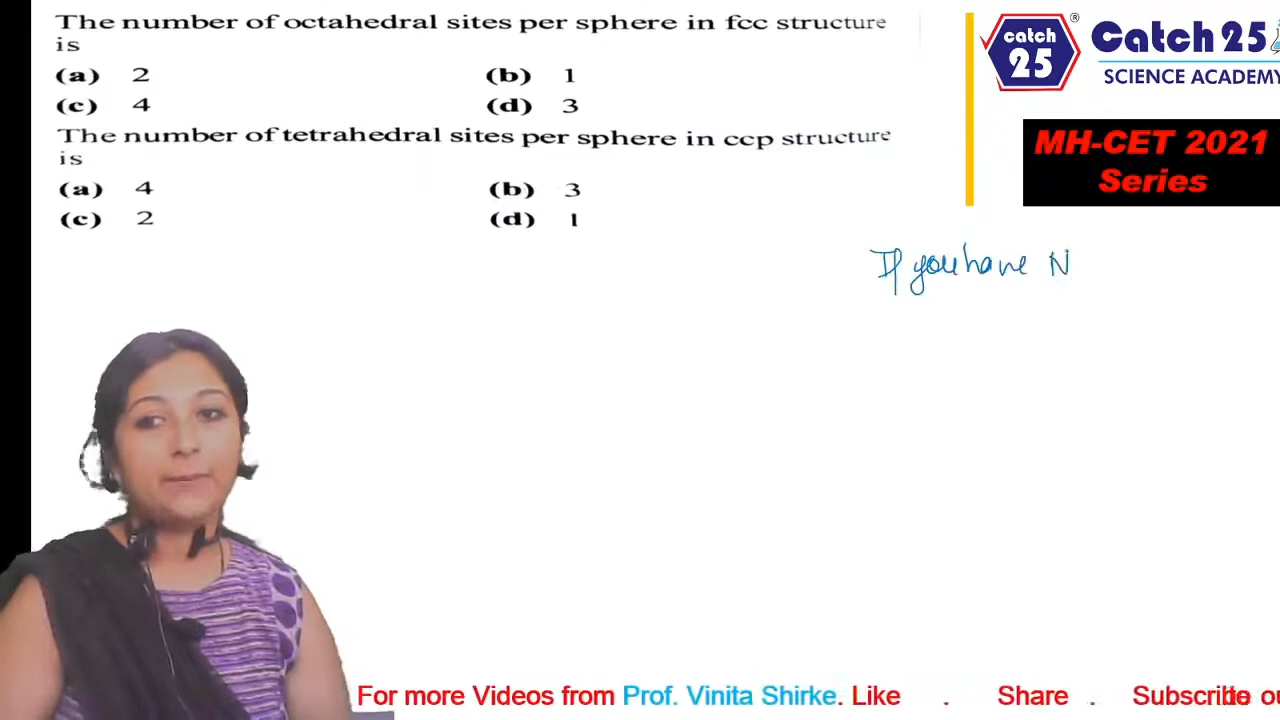 The number of octahedral sites per sphere in fcc structure
is
(a) 2 (b) 1
(c) 4 (d) 3
The number of tetrahedral sites per sphere in ccp structure
is
(a) 4 (b) 3
(c) 2 (d) 1
catch
25
®
Catch 25
SCIENCE ACADEMY
MH-CET 2021
Series
If you have N
For more Videos from Prof. Vinita Shirke. Like . Share .